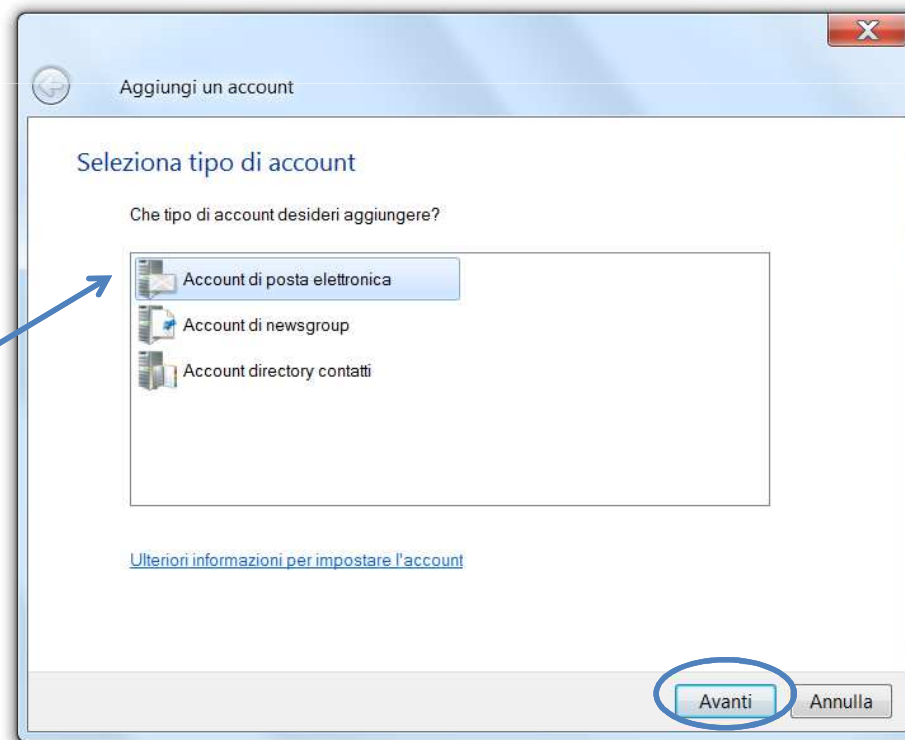 Aggiungi un account
Seleziona tipo di account
Che tipo di account desideri aggiungere?
Account di posta elettronica
Account di newsgroup
Account directory contatti
Ulteriori informazioni per impostare l'account
Avanti
Annulla